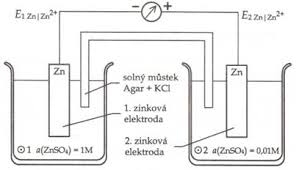 − +
E1 Zn|Zn2+
E2 Zn|Zn2+
Zn
Zn
solný můstek
Agar + KCl
1. zinková
elektroda
2. zinková
elektroda
⊙ 1 a(ZnSO4) = 1M
⊙ 2 a(ZnSO4) = 0,01M